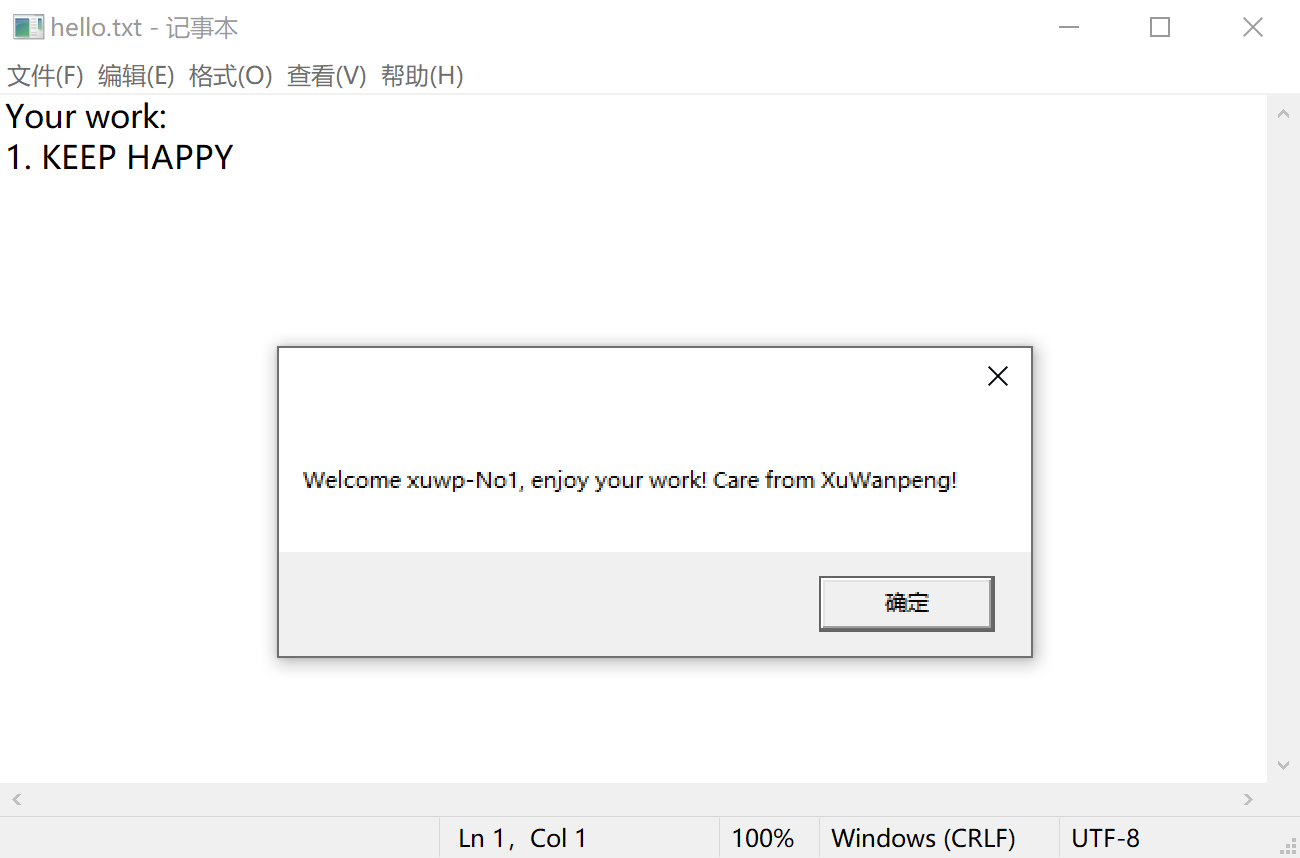 hello.txt - 记事本
文件(F) 编辑(E) 格式(O) 查看(V) 帮助(H)
Your work:
1. KEEP HAPPY
Welcome xuwp-No1, enjoy your work! Care from XuWanpeng!
确定
Ln 1，Col 1 100% Windows (CRLF) UTF-8